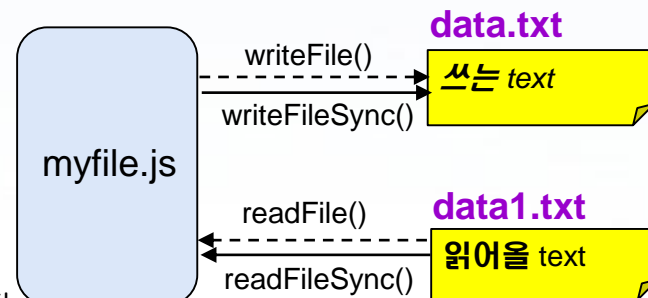 data.txt
writeFile()
쓰는 text
writeFileSync()
myfile.js
data1.txt
readFile()
읽어올 text
readFileSync()